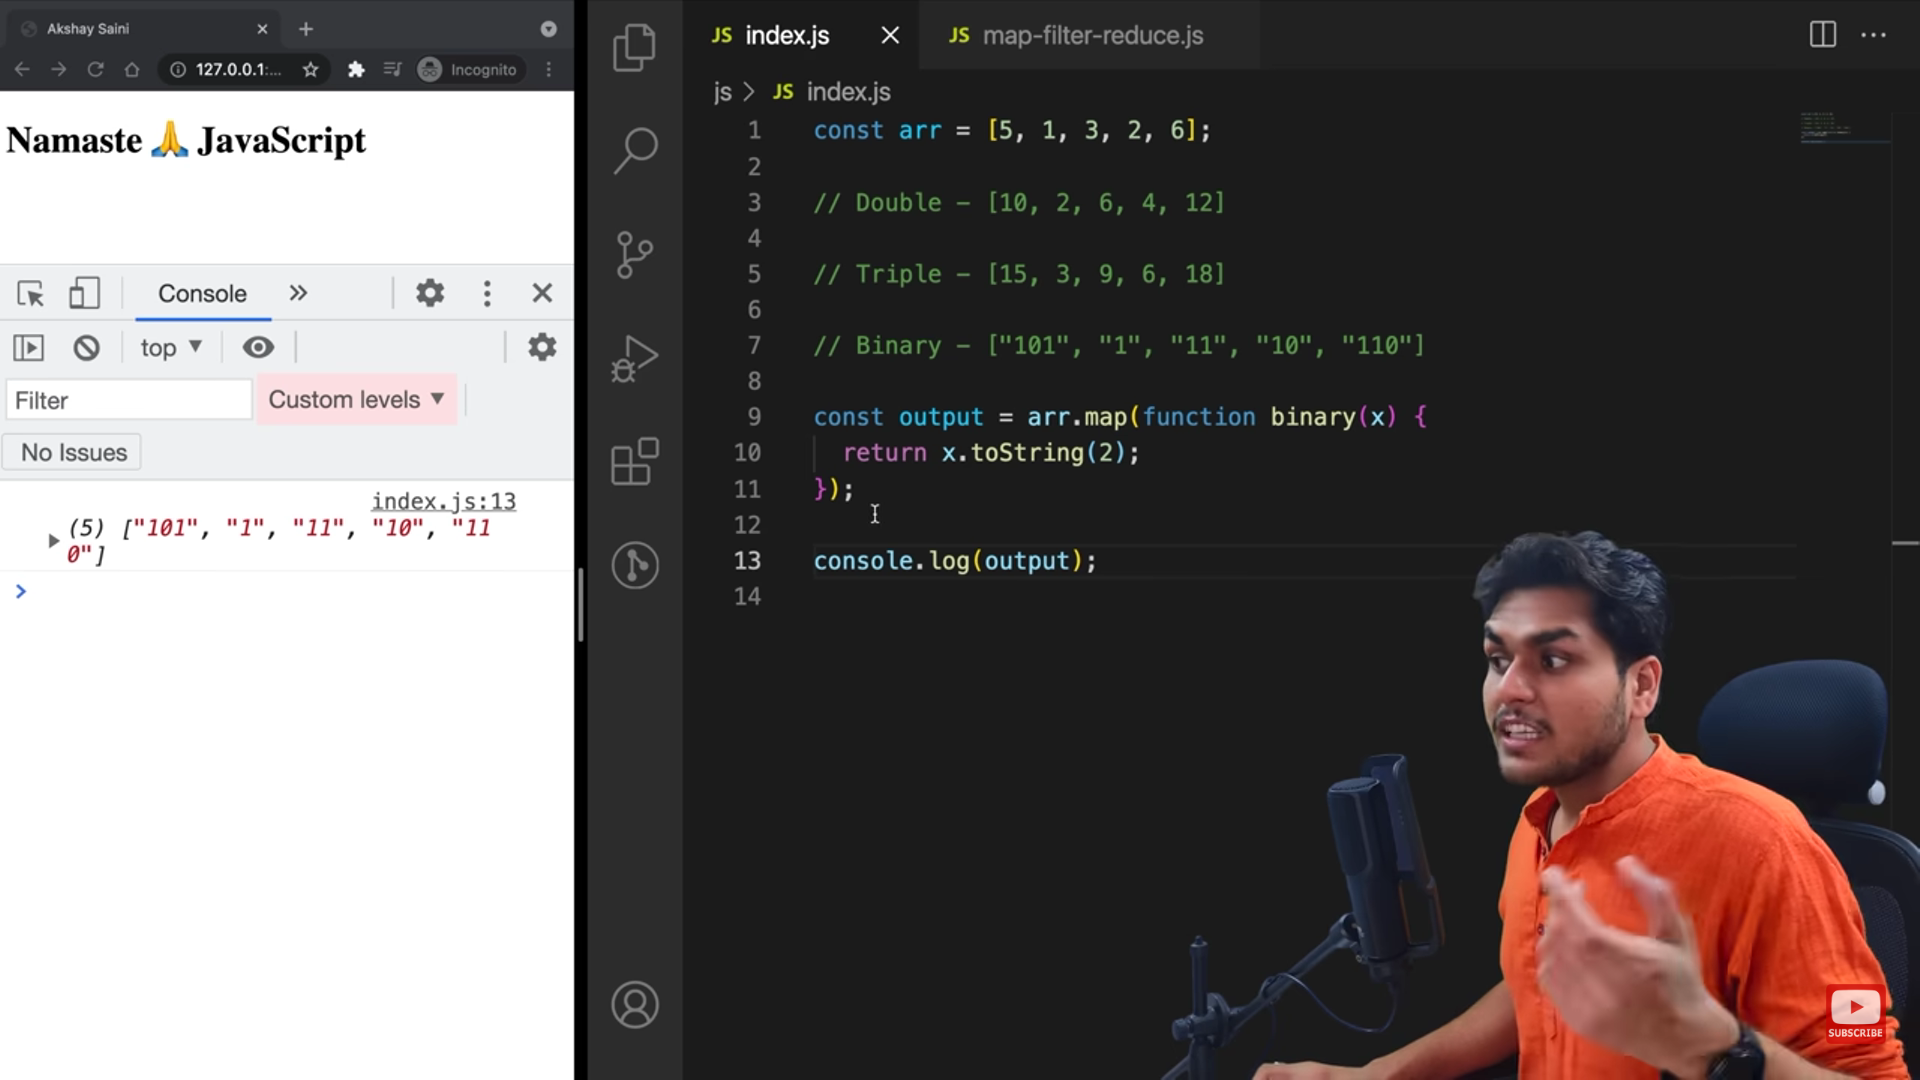 Akshay Saini
127.0.0.1:...
Incognito
Namaste 🙏 JavaScript
Console
top
Filter
Custom levels
No Issues
index.js:13
(5) ["101", "1", "11", "10", "11
0"]
JS index.js
JS map-filter-reduce.js
js > JS index.js
1 const arr = [5, 1, 3, 2, 6];
2
3 // Double – [10, 2, 6, 4, 12]
4
5 // Triple – [15, 3, 9, 6, 18]
6
7 // Binary – ["101", "1", "11", "10", "110"]
8
9 const output = arr.map(function binary(x) {
10 return x.toString(2);
11 });
12
13 console.log(output);
14
SUBSCRIBE